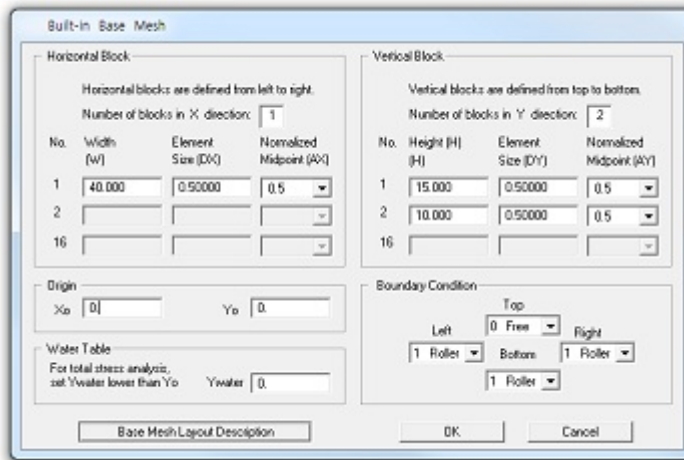 Built-in Base Mesh
Horizontal Block
Horizontal blocks are defined from left to right.
Number of blocks in X direction: 1
No. Width (W) Element Size (DX) Normalized Midpoint (AX)
1 40.000 0.50000 0.5
2
16
Vertical Block
Vertical blocks are defined from top to bottom.
Number of blocks in Y direction: 2
No. Height (H) (H) Element Size (DY) Normalized Midpoint (AY)
1 15.000 0.50000 0.5
2 10.000 0.50000 0.5
16
Origin
Xo 0. Yo 0.
Water Table
For total stress analysis,
set Ywater lower than Yo Ywater 0.
Boundary Condition
Top
Left 0 Free Right
1 Roller Bottom 1 Roller
1 Roller
Base Mesh Layout Description OK Cancel